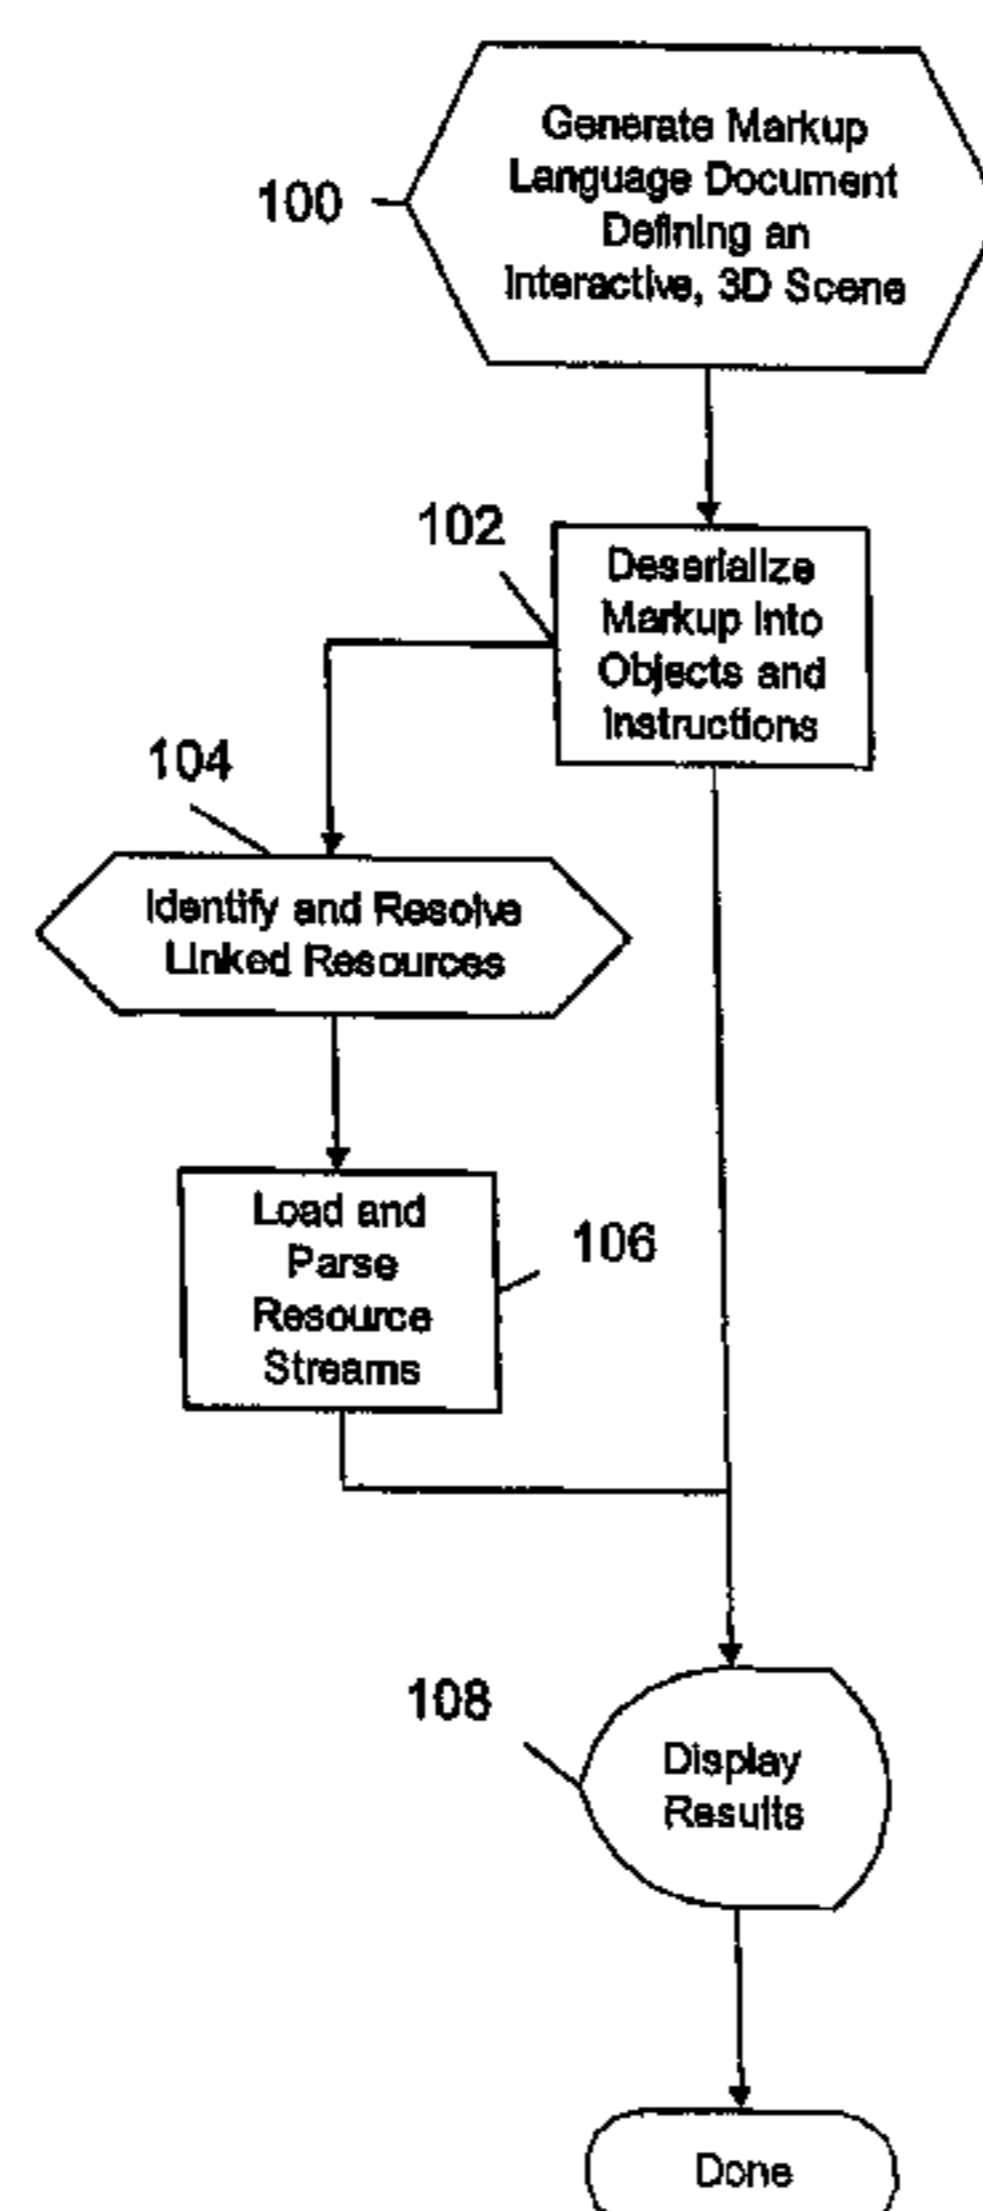 Generate Markup
Language Document
Defining an
Interactive, 3D Scene
100
102
Deserialize
Markup Into
Objects and
Instructions
104
Identify and Resolve
Linked Resources
Load and
Parse
Resource
Streams
106
108
Display
Results
Done